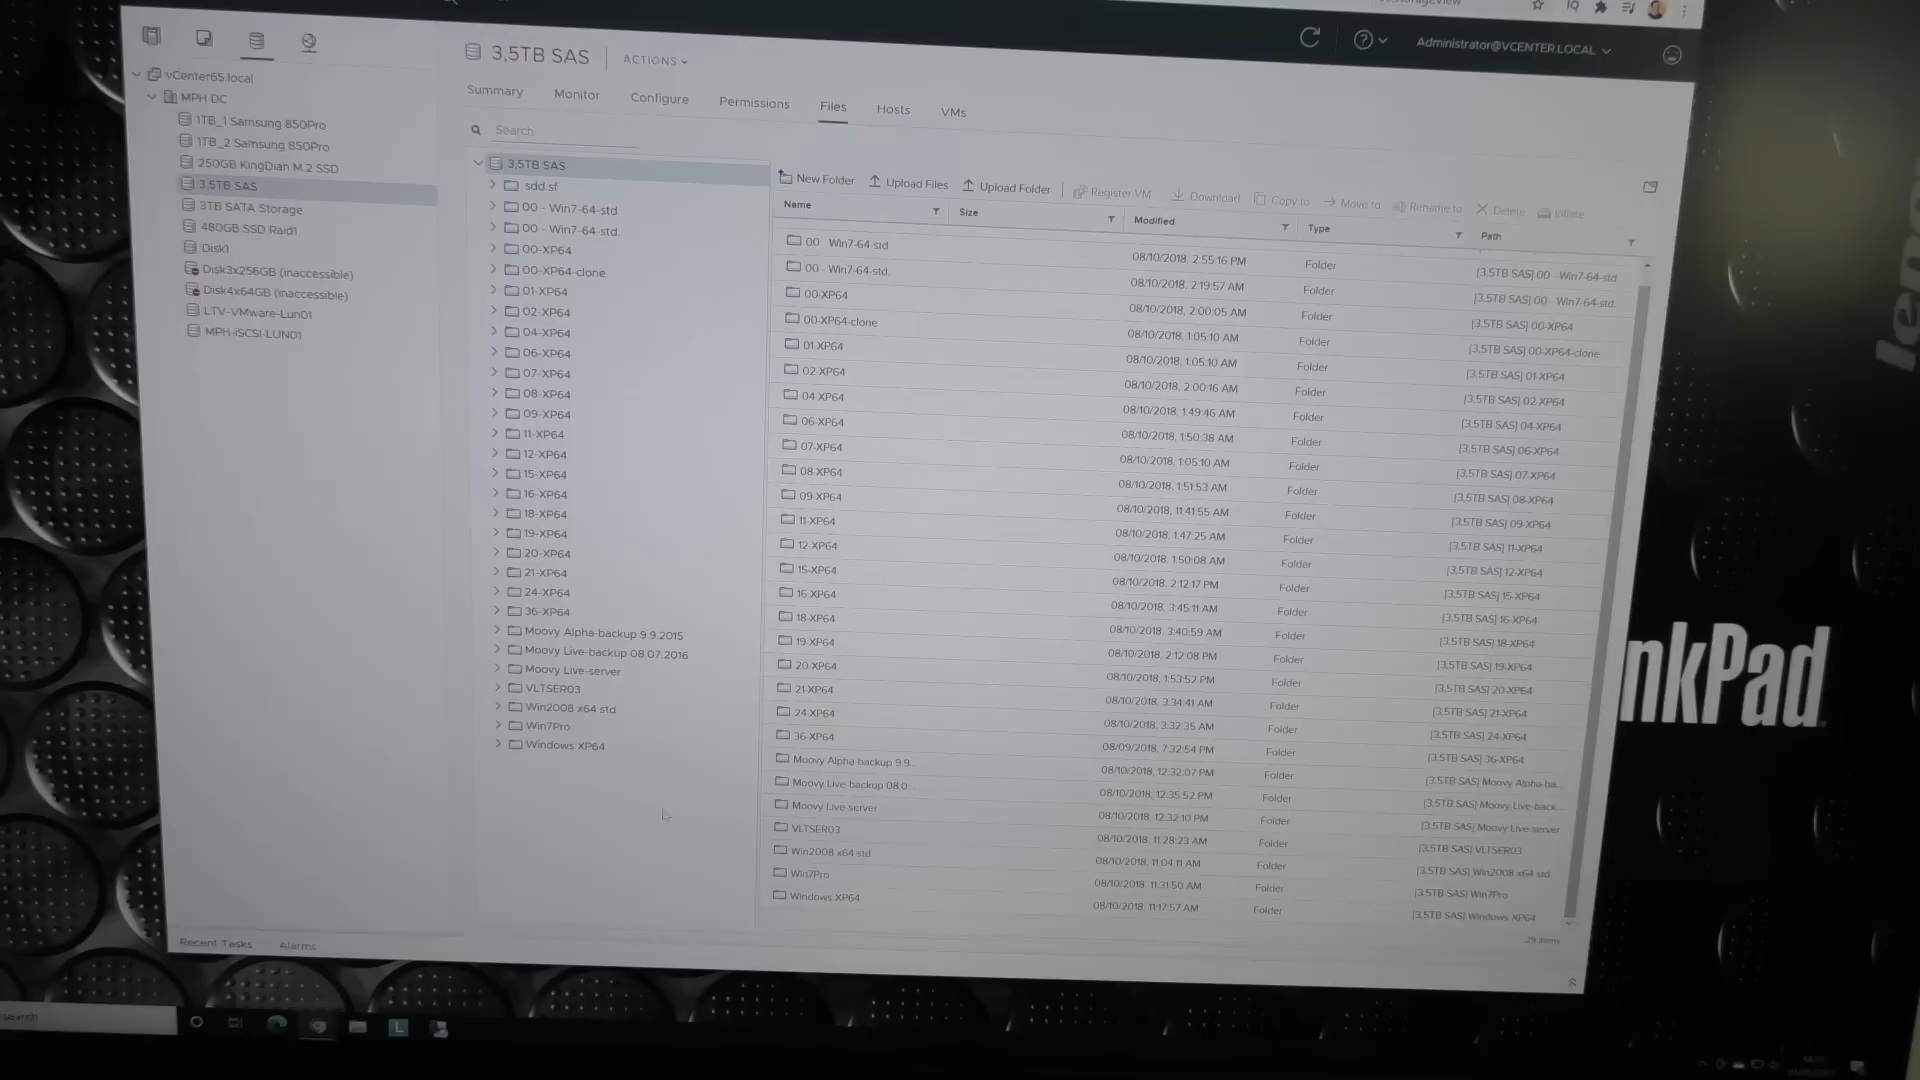 Administrator@VCENTER.LOCAL
vCenter65.local
MPH DC
1TB_1 Samsung 850Pro
1TB_2 Samsung 850Pro
250GB KingDian M.2 SSD
3,5TB SAS
3TB SATA Storage
480GB SSD Raid1
Disk1
Disk3x256GB (inaccessible)
Disk4x64GB (inaccessible)
LTV-VMware-Lun01
MPH-iSCSI-LUN01
3,5TB SAS
ACTIONS
Summary Monitor Configure Permissions Files Hosts VMs
Search
3,5TB SAS
sdd.sf
00 - Win7-64-std
00 - Win7-64-std.
00-XP64
00-XP64-clone
01-XP64
02-XP64
04-XP64
06-XP64
07-XP64
08-XP64
09-XP64
11-XP64
12-XP64
15-XP64
16-XP64
18-XP64
19-XP64
20-XP64
21-XP64
24-XP64
36-XP64
Moovy Alpha-backup 9.9.2015
Moovy Live-backup 08.07.2016
Moovy Live-server
VLTSER03
Win2008 x64 std
Win7Pro
Windows XP64
New Folder Upload Files Upload Folder Register VM Download Copy to Move to Rename to Delete Inflate
Name Size Modified Type Path
00 - Win7-64-std 08/10/2018, 2:55:16 PM Folder [3,5TB SAS] 00 - Win7-64-std
00 - Win7-64-std. 08/10/2018, 2:19:57 AM Folder [3,5TB SAS] 00 - Win7-64-std.
00-XP64 08/10/2018, 2:00:05 AM Folder [3,5TB SAS] 00-XP64
00-XP64-clone 08/10/2018, 1:05:10 AM Folder [3,5TB SAS] 00-XP64-clone
01-XP64 08/10/2018, 1:05:10 AM Folder [3,5TB SAS] 01-XP64
02-XP64 08/10/2018, 2:00:16 AM Folder [3,5TB SAS] 02-XP64
04-XP64 08/10/2018, 1:49:46 AM Folder [3,5TB SAS] 04-XP64
06-XP64 08/10/2018, 1:50:38 AM Folder [3,5TB SAS] 06-XP64
07-XP64 08/10/2018, 1:05:10 AM Folder [3,5TB SAS] 07-XP64
08-XP64 08/10/2018, 1:51:53 AM Folder [3,5TB SAS] 08-XP64
09-XP64 08/10/2018, 11:41:55 AM Folder [3,5TB SAS] 09-XP64
11-XP64 08/10/2018, 1:47:25 AM Folder [3,5TB SAS] 11-XP64
12-XP64 08/10/2018, 1:50:08 AM Folder [3,5TB SAS] 12-XP64
15-XP64 08/10/2018, 2:12:17 PM Folder [3,5TB SAS] 15-XP64
16-XP64 08/10/2018, 3:45:11 AM Folder [3,5TB SAS] 16-XP64
18-XP64 08/10/2018, 3:40:59 AM Folder [3,5TB SAS] 18-XP64
19-XP64 08/10/2018, 2:12:08 PM Folder [3,5TB SAS] 19-XP64
20-XP64 08/10/2018, 1:53:52 PM Folder [3,5TB SAS] 20-XP64
21-XP64 08/10/2018, 3:34:41 AM Folder [3,5TB SAS] 21-XP64
24-XP64 08/10/2018, 3:32:35 AM Folder [3,5TB SAS] 24-XP64
36-XP64 08/09/2018, 7:32:54 PM Folder [3,5TB SAS] 36-XP64
Moovy Alpha-backup 9.9... 08/10/2018, 12:32:07 PM Folder [3,5TB SAS] Moovy Alpha-ba...
Moovy Live-backup 08.0... 08/10/2018, 12:35:52 PM Folder [3,5TB SAS] Moovy Live-back...
Moovy Live-server 08/10/2018, 12:32:10 PM Folder [3,5TB SAS] Moovy Live-server
VLTSER03 08/10/2018, 11:28:23 AM Folder [3,5TB SAS] VLTSER03
Win2008 x64 std 08/10/2018, 11:04:11 AM Folder [3,5TB SAS] Win2008 x64 std
Win7Pro 08/10/2018, 11:31:50 AM Folder [3,5TB SAS] Win7Pro
Windows XP64 08/10/2018, 11:17:57 AM Folder [3,5TB SAS] Windows XP64
29 items
Recent Tasks Alarms
lenov
nkPad